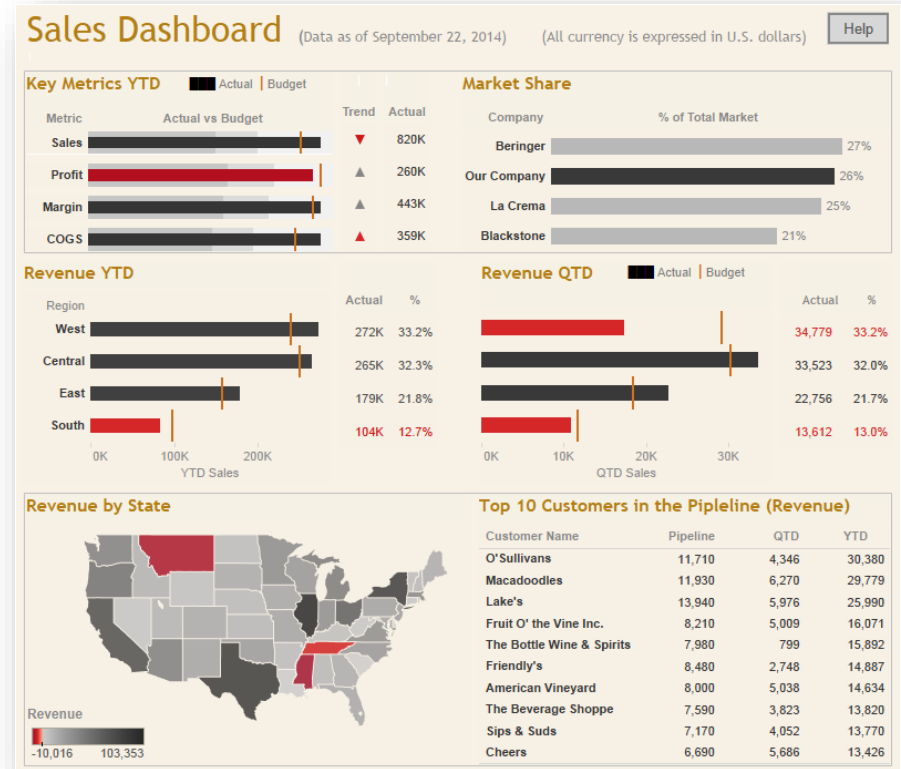 Sales Dashboard (Data as of September 22, 2014) (All currency is expressed in U.S. dollars) Help
Key Metrics YTD Actual | Budget
Metric Actual vs Budget Trend Actual
Sales 820K
Profit 260K
Margin 443K
COGS 359K
Market Share
Company % of Total Market
Beringer 27%
Our Company 26%
La Crema 25%
Blackstone 21%
Revenue YTD
Region Actual %
West 272K 33.2%
Central 265K 32.3%
East 179K 21.8%
South 104K 12.7%
0K 100K 200K
YTD Sales
Revenue QTD Actual | Budget
Actual %
34,779 33.2%
33,523 32.0%
22,756 21.7%
13,612 13.0%
0K 10K 20K 30K
QTD Sales
Revenue by State
Revenue
-10,016 103,353
Top 10 Customers in the Pipleline (Revenue)
Customer Name Pipeline QTD YTD
O'Sullivans 11,710 4,346 30,380
Macadoodles 11,930 6,270 29,779
Lake's 13,940 5,976 25,990
Fruit O' the Vine Inc. 8,210 5,009 16,071
The Bottle Wine & Spirits 7,980 799 15,892
Friendly's 8,480 2,748 14,887
American Vineyard 8,000 5,038 14,634
The Beverage Shoppe 7,590 3,823 13,820
Sips & Suds 7,170 4,052 13,770
Cheers 6,690 5,686 13,426